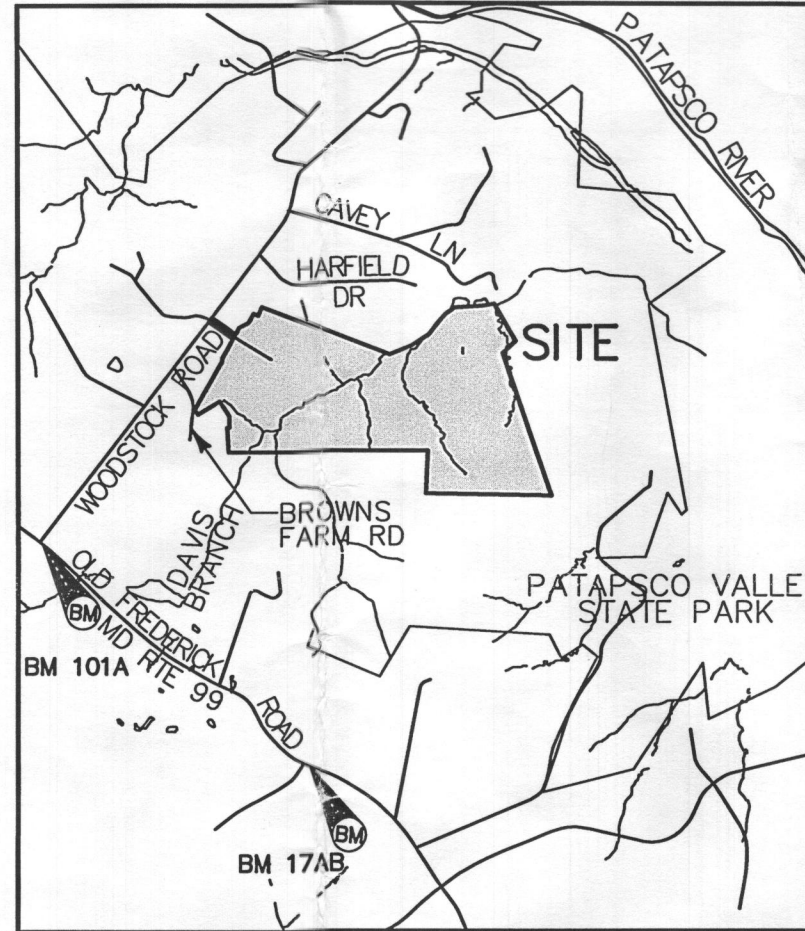 PATAPSCO RIVER
CAVEY LN
HARFIELD
DR
SITE
WOODSTOCK ROAD
BROWNS
FARM RD
DAVIS
BRANCH
PATAPSCO VALLE
STATE PARK
OLD FREDERICK ROAD
MD RTE 99
BM
BM 101A
BM
BM 17AB